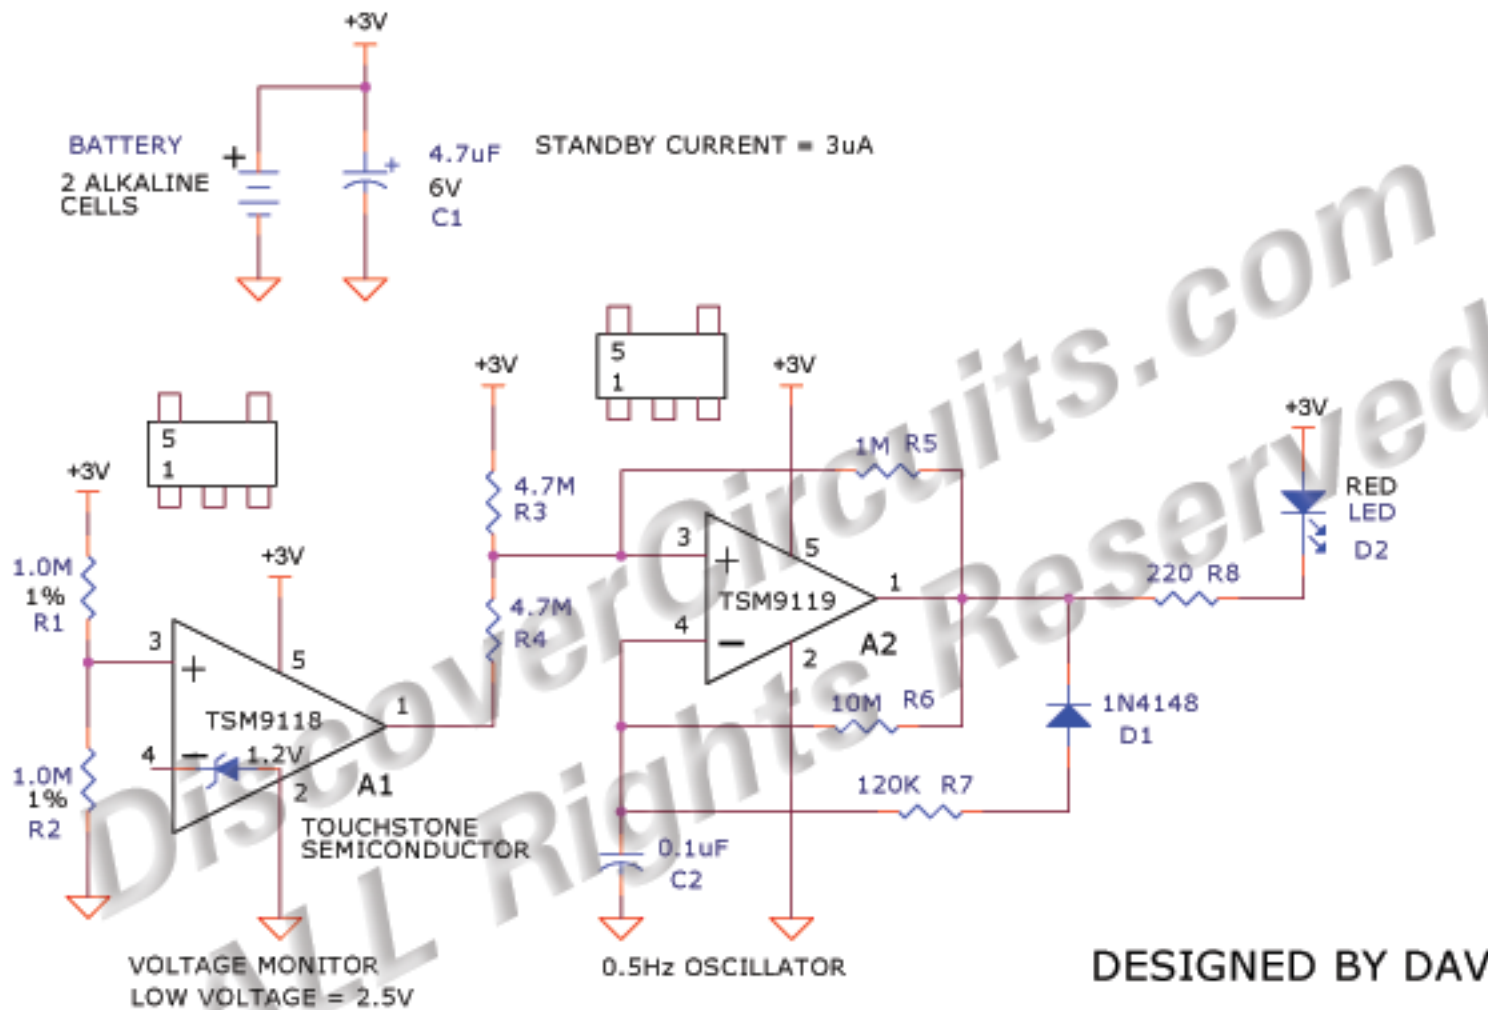 +3V
BATTERY
+
2 ALKALINE
CELLS
+
4.7uF
6V
C1
STANDBY CURRENT = 3uA
+3V
1.0M
1%
R1
1.0M
1%
R2
5
1
+3V
3
+
5
TSM9118
1
4
−
1.2V
2
A1
TOUCHSTONE
SEMICONDUCTOR
VOLTAGE MONITOR
LOW VOLTAGE = 2.5V
+3V
4.7M
R3
4.7M
R4
5
1
+3V
1M R5
3
+
5
TSM9119
1
4
−
2
A2
10M R6
120K R7
0.1uF
C2
0.5Hz OSCILLATOR
1N4148
D1
220 R8
+3V
RED
LED
D2
DESIGNED BY DAV
DiscoverCircuits.com
ALL Rights Reserved